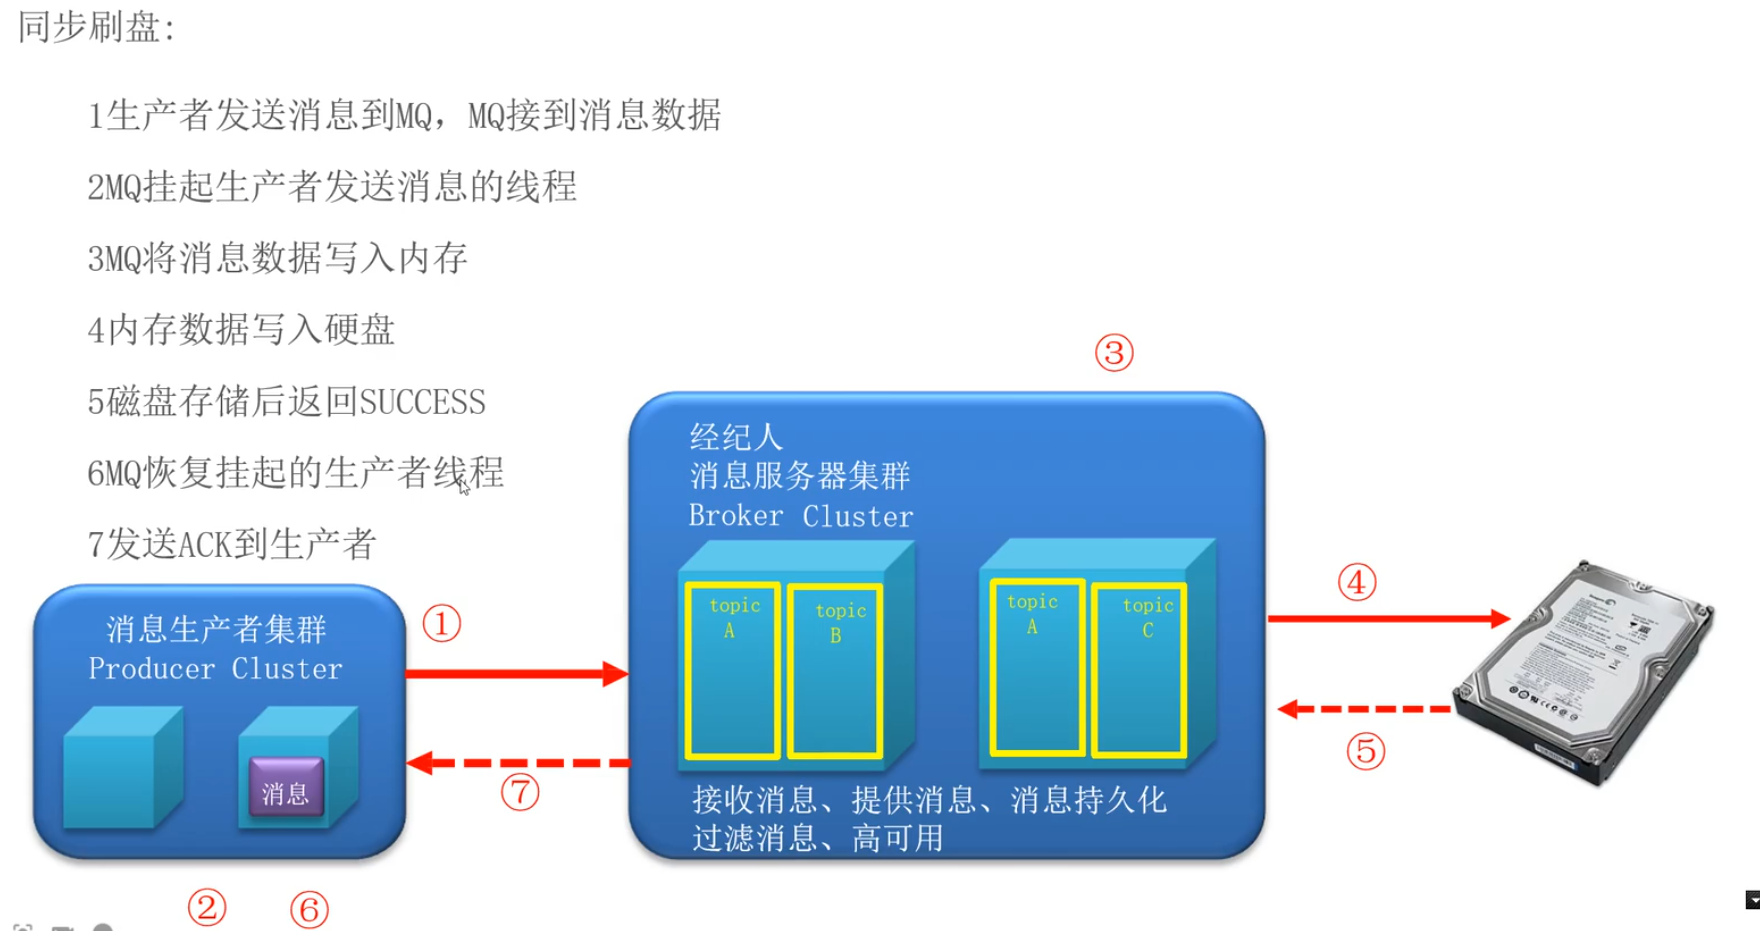 同步刷盘:
1生产者发送消息到MQ，MQ接到消息数据
2MQ挂起生产者发送消息的线程
3MQ将消息数据写入内存
4内存数据写入硬盘
5磁盘存储后返回SUCCESS
6MQ恢复挂起的生产者线程
7发送ACK到生产者
③
经纪人
消息服务器集群
Broker Cluster
topic
A
topic
B
topic
A
topic
C
接收消息、提供消息、消息持久化
过滤消息、高可用
消息生产者集群
Producer Cluster
消息
①
⑦
④
⑤
②
⑥